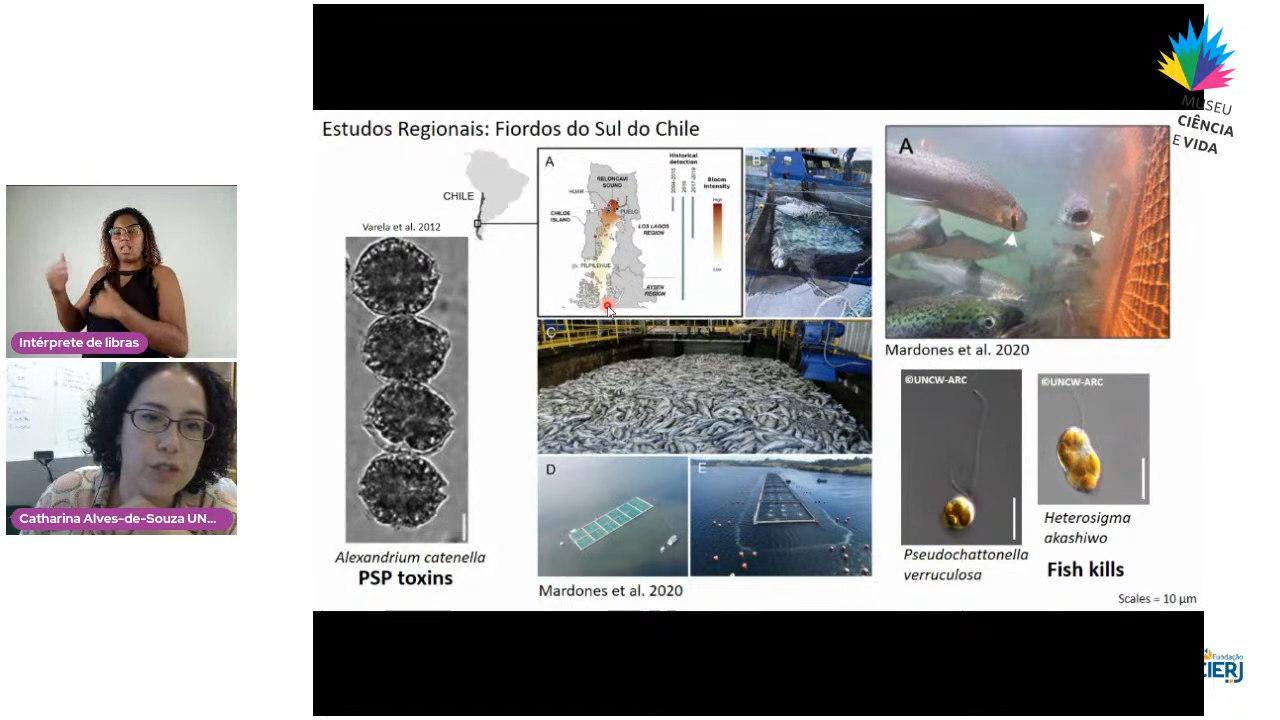 MUSEU
CIÊNCIA
E VIDA
Estudos Regionais: Fiordos do Sul do Chile
CHILE
Varela et al. 2012
A
RELONCAVI
SOUND
PUELO
CHILOE
ISLAND
LOS LAGOS
REGION
AYSEN
REGION
Historical
detection
2016
Bloom
intensity
High
Low
B
C
D
E
A
Mardones et al. 2020
©UNCW-ARC
©UNCW-ARC
Heterosigma
akashiwo
Pseudochattonella
verruculosa
Fish kills
Alexandrium catenella
PSP toxins
Mardones et al. 2020
Scales = 10 µm
Intérprete de libras
Catharina Alves-de-Souza UN...
Fundação
CIERJ